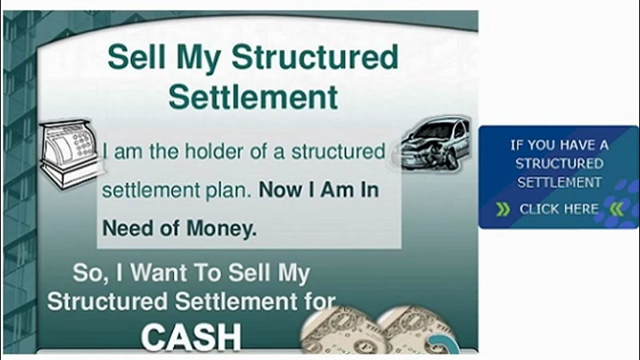 Sell My Structured
Settlement
I am the holder of a structured
settlement plan. Now I Am In
Need of Money.
So, I Want To Sell My
Structured Settlement for
CASH
IF YOU HAVE A
STRUCTURED
SETTLEMENT
CLICK HERE